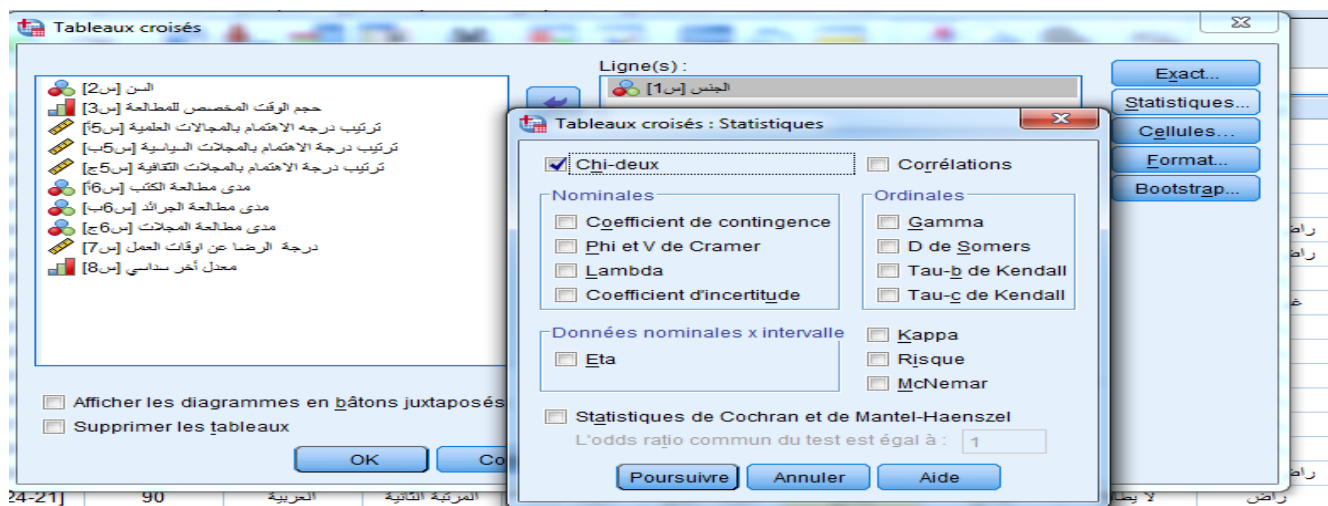 Tableaux croisés
Ligne(s) :
السن [س2]
حجم الوقت المخصص للمطالعة [س3]
ترتيب درجه الاهتمام بالمجالات العلمية [س5أ]
ترتيب درجة الاهتمام بالمجلات السياسية [س5ب]
ترتيب درجة الاهتمام بالمجلات الثقافية [س5ج]
مدى مطالعة الكتب [س6أ]
مدى مطالعة الجرائد [س6ب]
مدى مطالعة المجلات [س6ج]
درجة الرضا عن اوقات العمل [س7]
معدل أخر سداسي [س8]
الجنس [س1]
Exact...
Statistiques...
Cellules...
Format...
Bootstrap...
Tableaux croisés : Statistiques
Chi-deux
Corrélations
Nominales
Coefficient de contingence
Phi et V de Cramer
Lambda
Coefficient d'incertitude
Ordinales
Gamma
D de Somers
Tau-b de Kendall
Tau-c de Kendall
Données nominales x intervalle
Eta
Kappa
Risque
McNemar
Statistiques de Cochran et de Mantel-Haenszel
L'odds ratio commun du test est égal à : 1
Poursuivre
Annuler
Aide
Afficher les diagrammes en bâtons juxtaposés
Supprimer les tableaux
OK
24-21]
90
العربية
المرتبة الثانية
راض